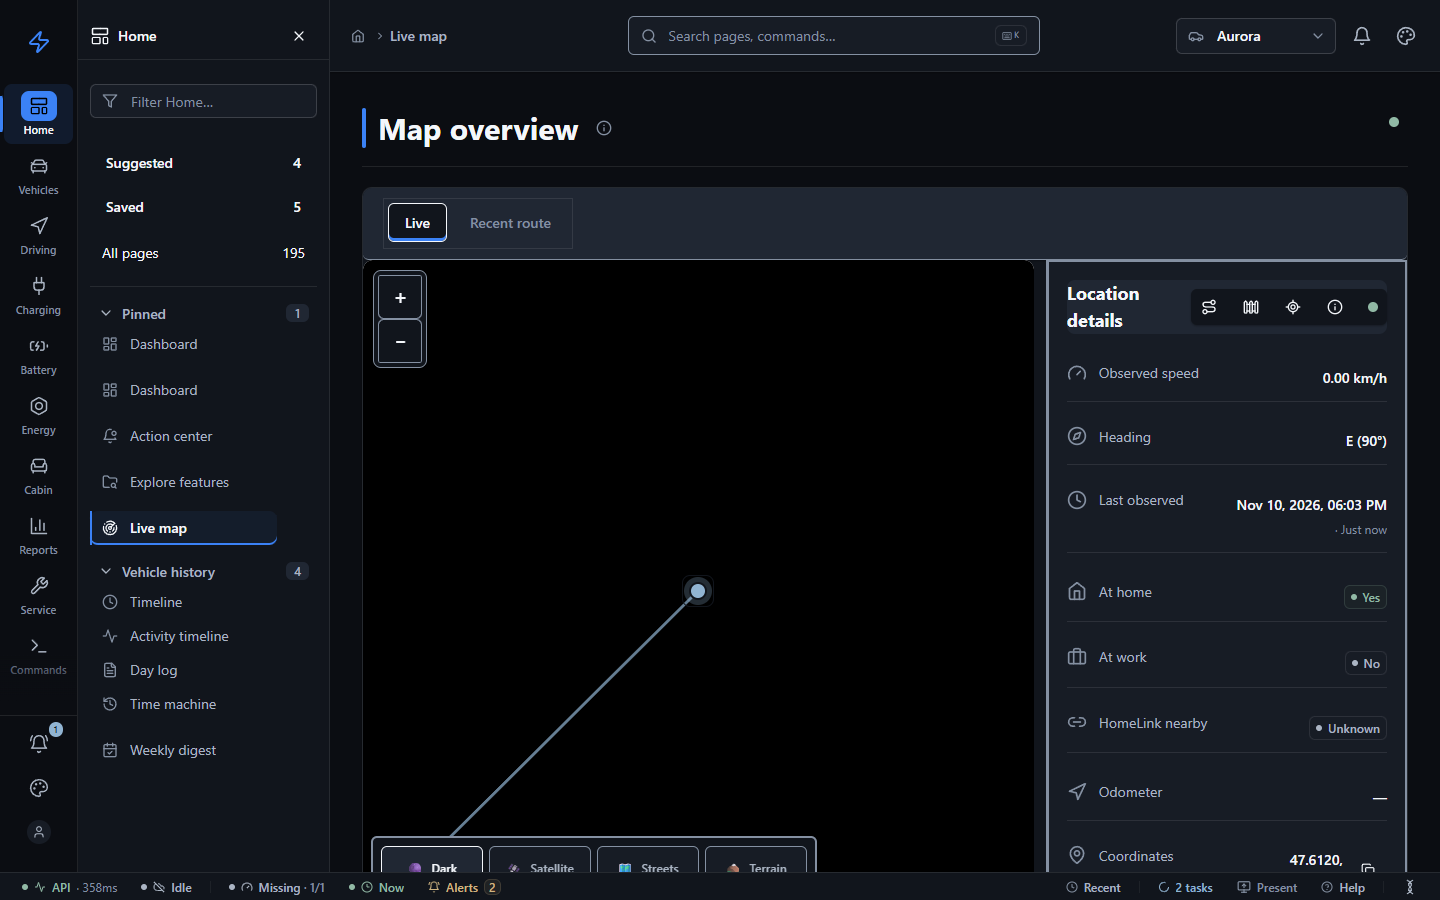 Home
Vehicles
Driving
Charging
Battery
Energy
Cabin
Reports
Service
Commands
1
Home
Filter Home...
Suggested 4
Saved 5
All pages 195
Pinned 1
Dashboard
Dashboard
Action center
Explore features
Live map
Vehicle history 4
Timeline
Activity timeline
Day log
Time machine
Weekly digest
Live map
Search pages, commands... K
Aurora
Map overview
Live Recent route
+
−
Dark Satellite Streets Terrain
Location
details
Observed speed 0.00 km/h
Heading E (90°)
Last observed Nov 10, 2026, 06:03 PM
· Just now
At home Yes
At work No
HomeLink nearby Unknown
Odometer —
Coordinates 47.6120,
API · 358ms Idle Missing · 1/1 Now Alerts 2 Recent 2 tasks Present Help